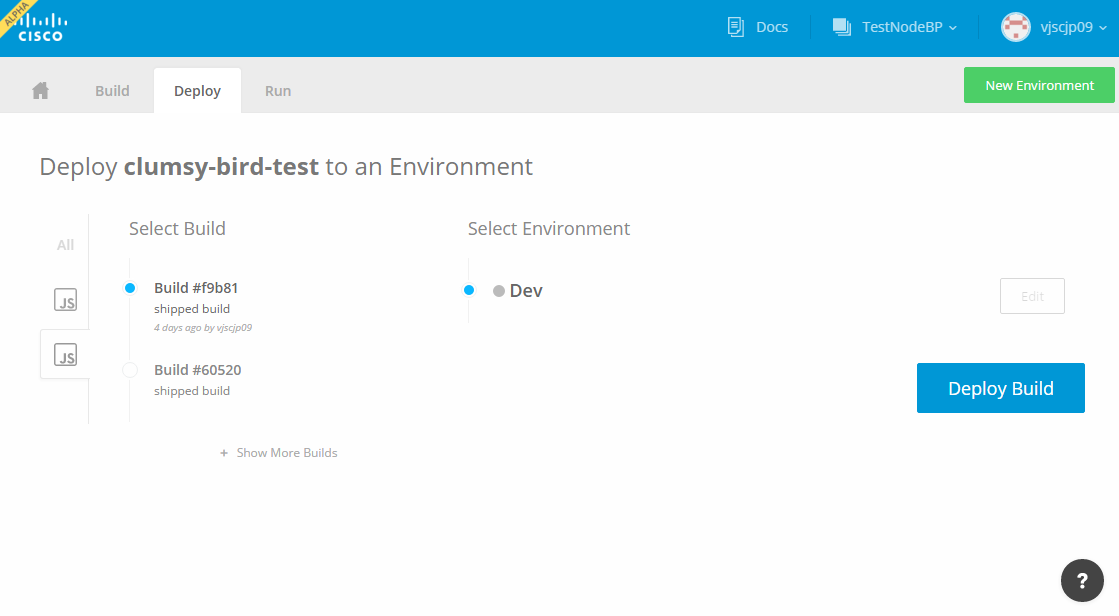 ALPHA
CISCO
Docs
TestNodeBP
vjscjp09
Build
Deploy
Run
New Environment
Deploy clumsy-bird-test to an Environment
All
JS
JS
Select Build
Build #f9b81
shipped build
4 days ago by vjscjp09
Build #60520
shipped build
+ Show More Builds
Select Environment
Dev
Edit
Deploy Build
?